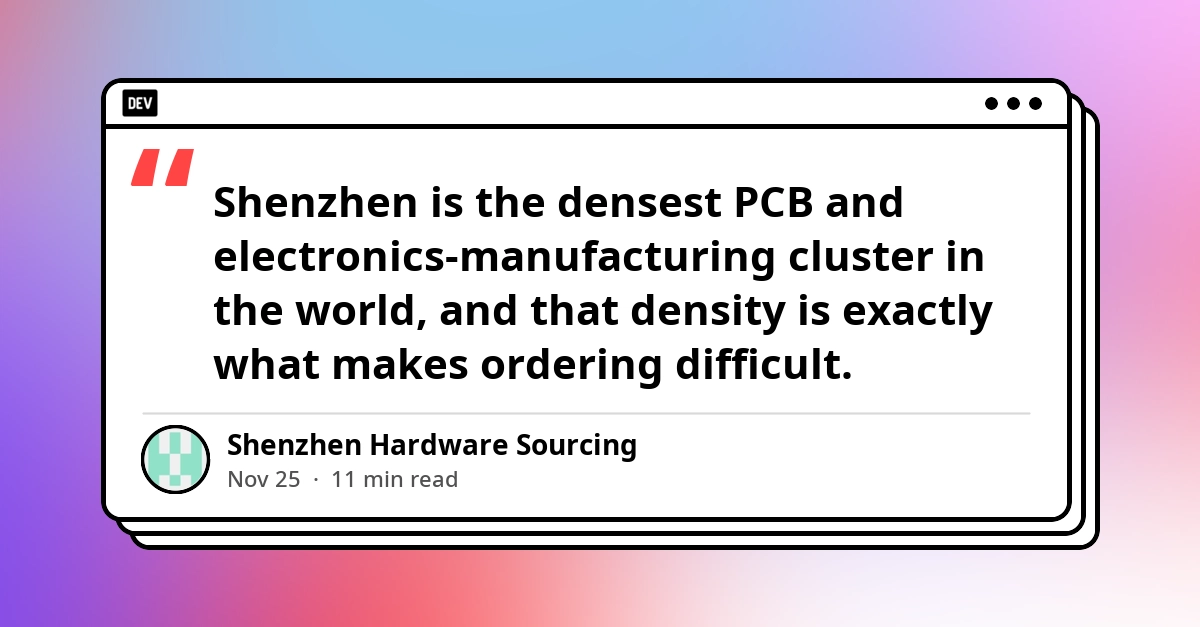 DEV
“
Shenzhen is the densest PCB and
electronics-manufacturing cluster in
the world, and that density is exactly
what makes ordering difficult.
Shenzhen Hardware Sourcing
Nov 25 · 11 min read